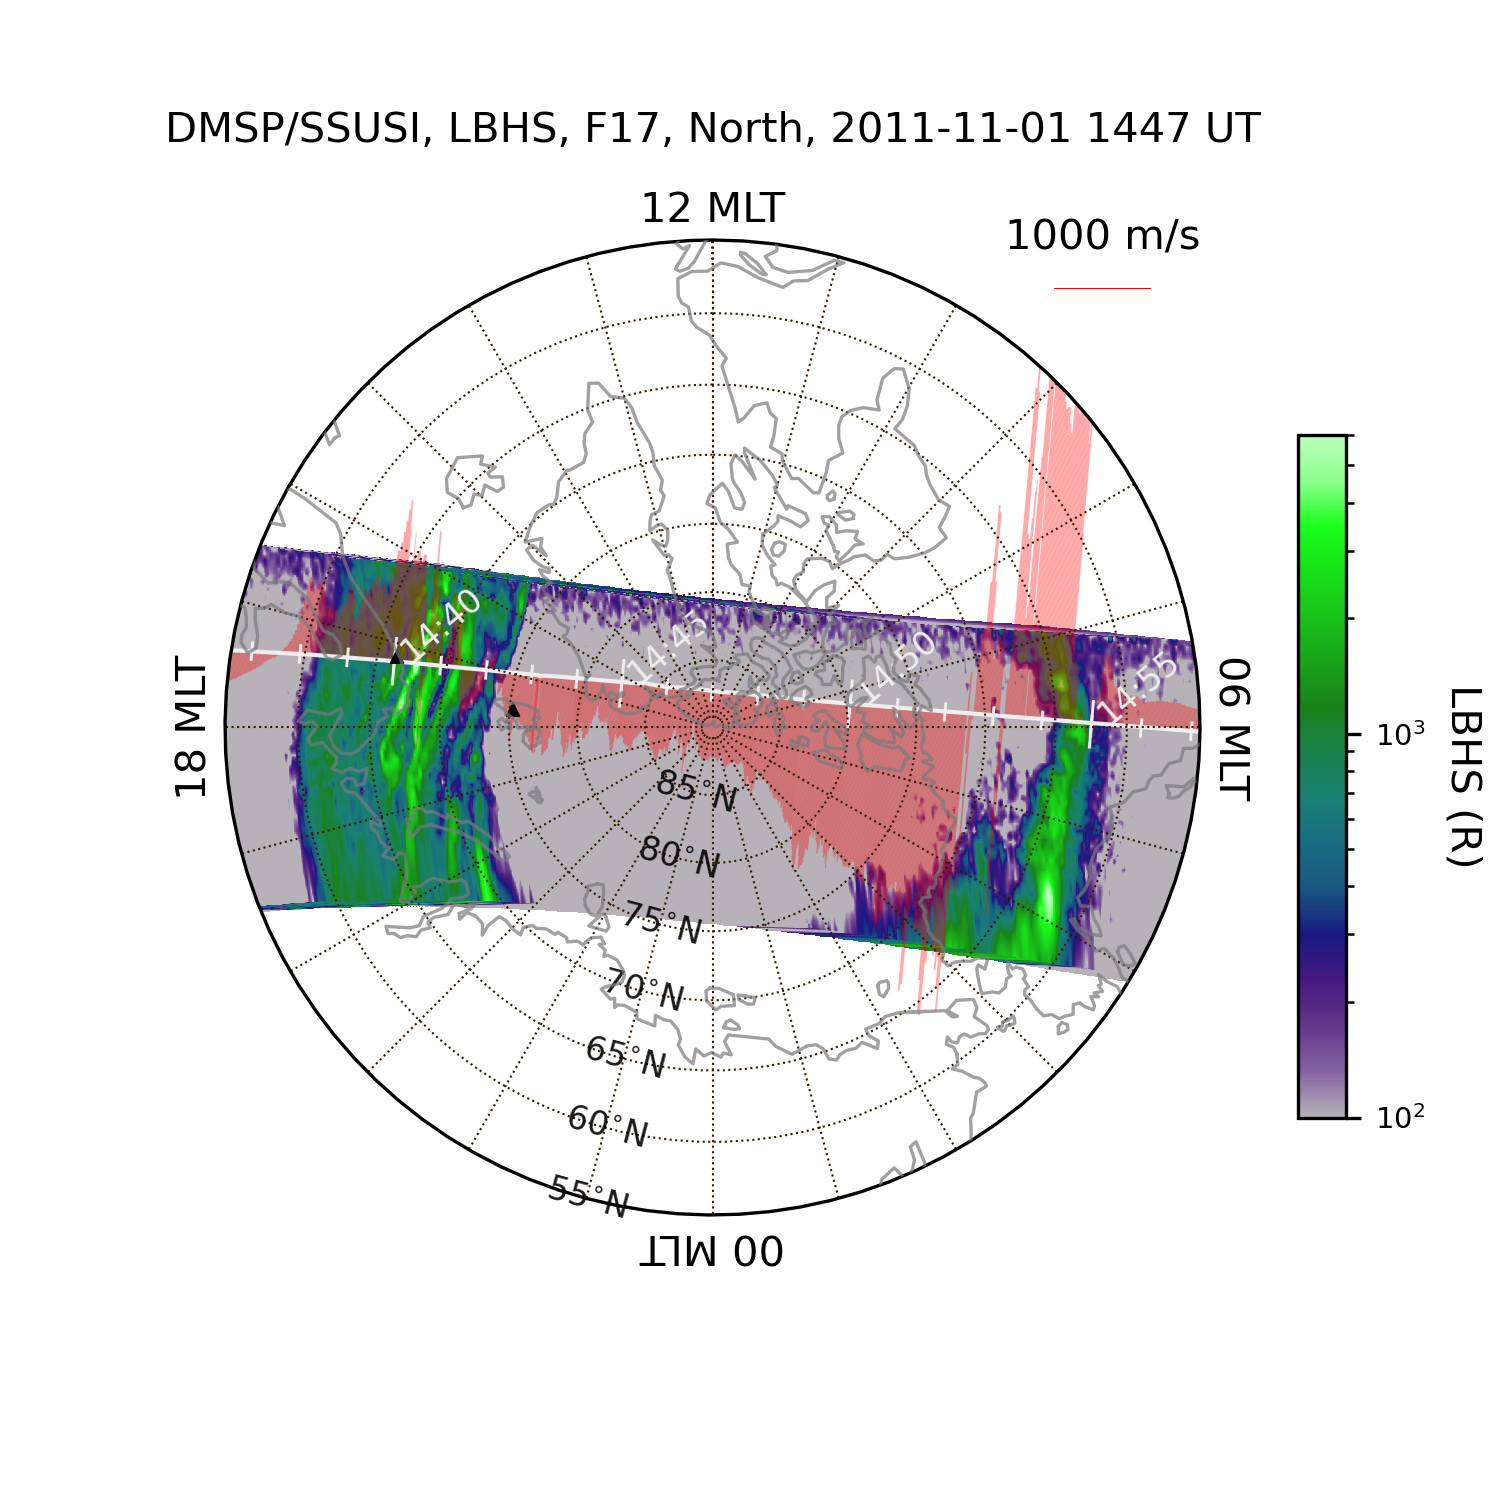 DMSP/SSUSI, LBHS, F17, North, 2011-11-01 1447 UT
12 MLT
1000 m/s
14:40
14:45
14:50
14:55
18 MLT
06 MLT
85°N
80°N
75°N
70°N
65°N
60°N
55°N
00 MLT
10³
10²
LBHS (R)